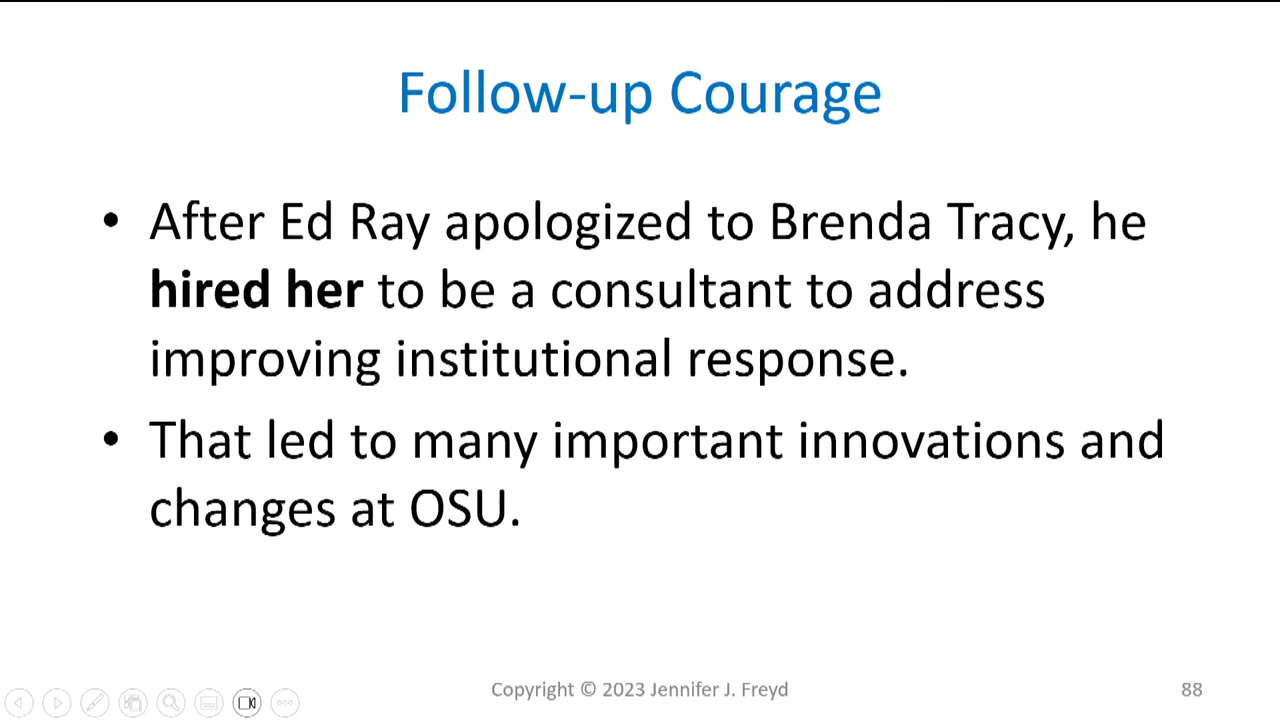 Follow-up Courage
• After Ed Ray apologized to Brenda Tracy, he
hired her to be a consultant to address
improving institutional response.
• That led to many important innovations and
changes at OSU.
Copyright © 2023 Jennifer J. Freyd
88